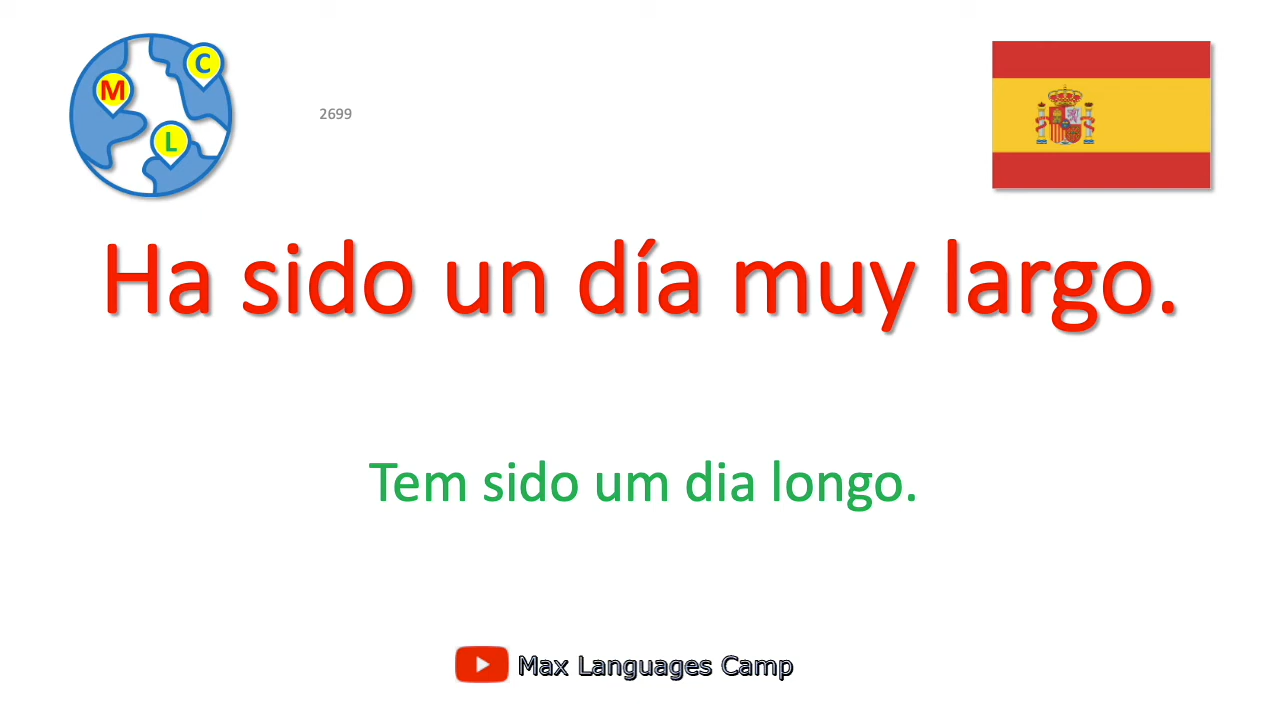 M
C
L
2699
Ha sido un día muy largo.
Tem sido um dia longo.
Max Languages Camp